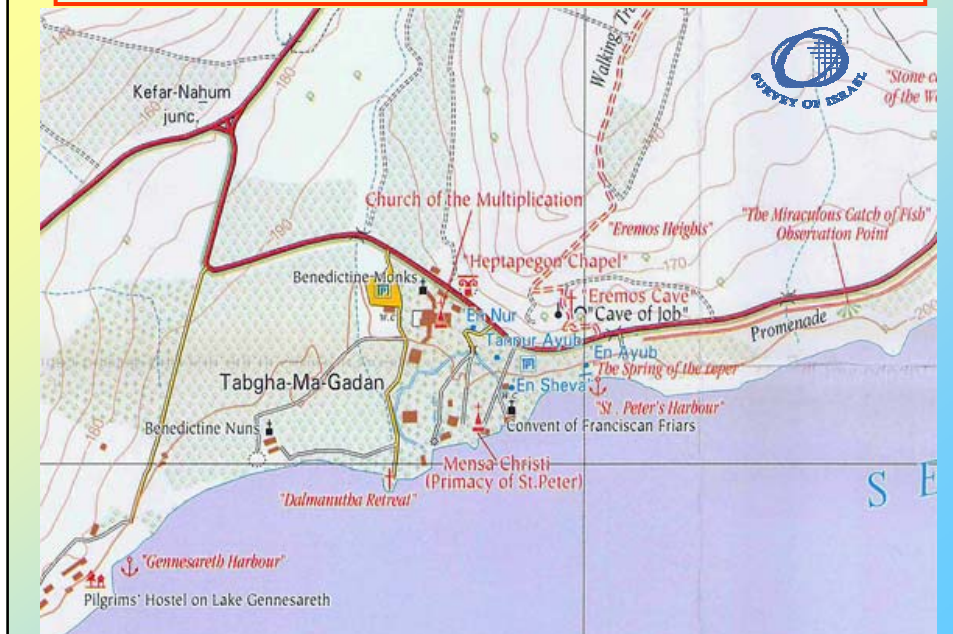 SURVEY OF ISRAEL
Kefar-Nahum
junc.
Walking
"Stone
of the
160
180
180
190
170
180
200
Church of the Multiplication
"Eremos Heights"
"The Miraculous Catch of Fish"
Observation Point
"Heptapegon Chapel"
Benedictine Monks
P
"Eremos Cave"
"Cave of Job"
En Nur
Tannur Ayub
Promenade
En Ayub
P
The Spring of the Leper
Tabgha-Ma-Gadan
En Sheva
"St. Peter's Harbour"
Benedictine Nuns
Convent of Franciscan Friars
Mensa Christi
(Primacy of St.Peter)
"Dalmanutha Retreat"
S E
"Gennesareth Harbour"
Pilgrims' Hostel on Lake Gennesareth